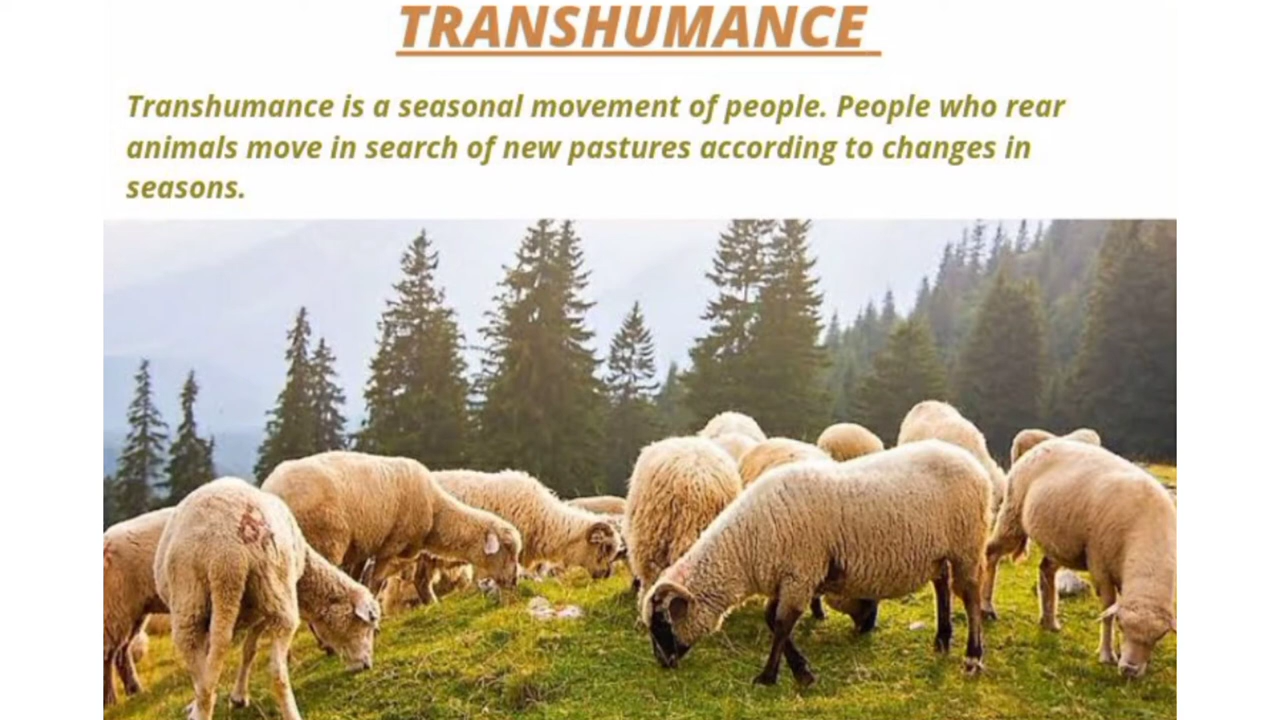 TRANSHUMANCE
Transhumance is a seasonal movement of people. People who rear
animals move in search of new pastures according to changes in
seasons.